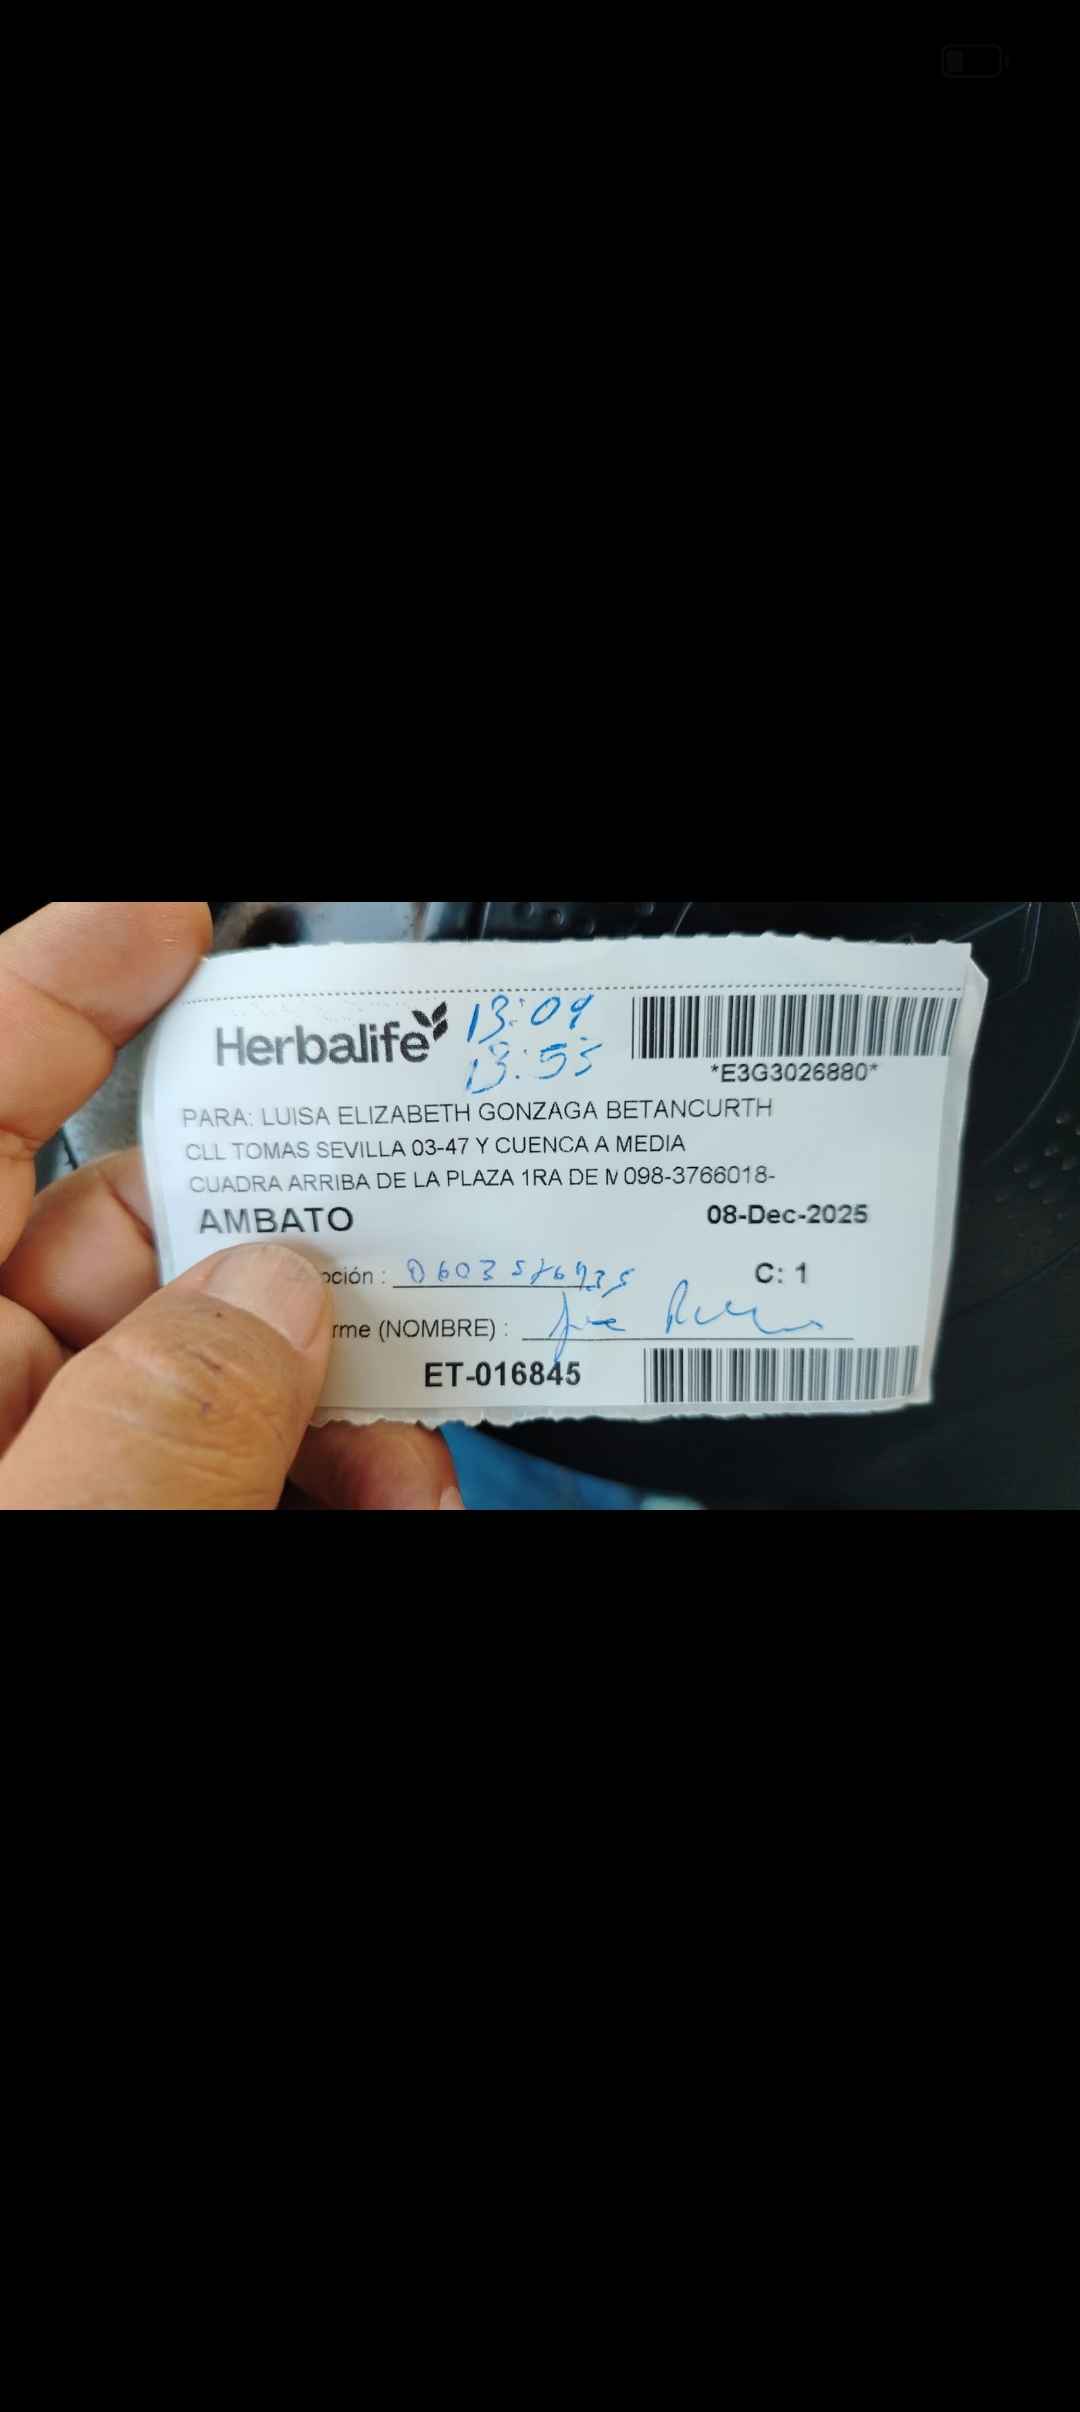 Herbalife
13:09
13:55
*E3G3026880*
PARA: LUISA ELIZABETH GONZAGA BETANCURTH
CLL TOMAS SEVILLA 03-47 Y CUENCA A MEDIA
CUADRA ARRIBA DE LA PLAZA 1RA DE M 098-3766018-
AMBATO 08-Dec-2025
pción : C: 1
rme (NOMBRE) :
ET-016845